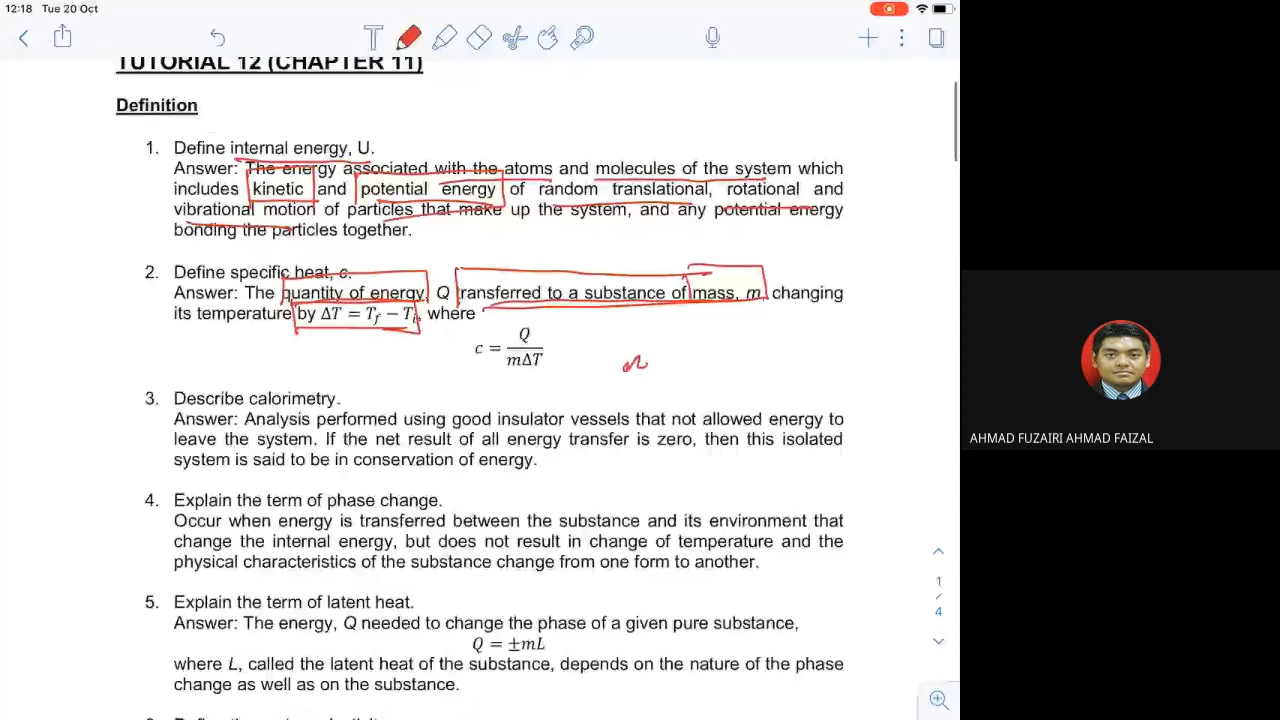 12:18 Tue 20 Oct
TUTORIAL 12 (CHAPTER 11)
Definition
1. Define internal energy, U.
Answer: The energy associated with the atoms and molecules of the system which
includes kinetic and potential energy of random translational, rotational and
vibrational motion of particles that make up the system, and any potential energy
bonding the particles together.
2. Define specific heat, c.
Answer: The quantity of energy, Q transferred to a substance of mass, m changing
its temperature by ΔT = T_f − T_i, where
c = Q / mΔT
3. Describe calorimetry.
Answer: Analysis performed using good insulator vessels that not allowed energy to
leave the system. If the net result of all energy transfer is zero, then this isolated
system is said to be in conservation of energy.
4. Explain the term of phase change.
Occur when energy is transferred between the substance and its environment that
change the internal energy, but does not result in change of temperature and the
physical characteristics of the substance change from one form to another.
5. Explain the term of latent heat.
Answer: The energy, Q needed to change the phase of a given pure substance,
Q = ±mL
where L, called the latent heat of the substance, depends on the nature of the phase
change as well as on the substance.
1
/
4
AHMAD FUZAIRI AHMAD FAIZAL